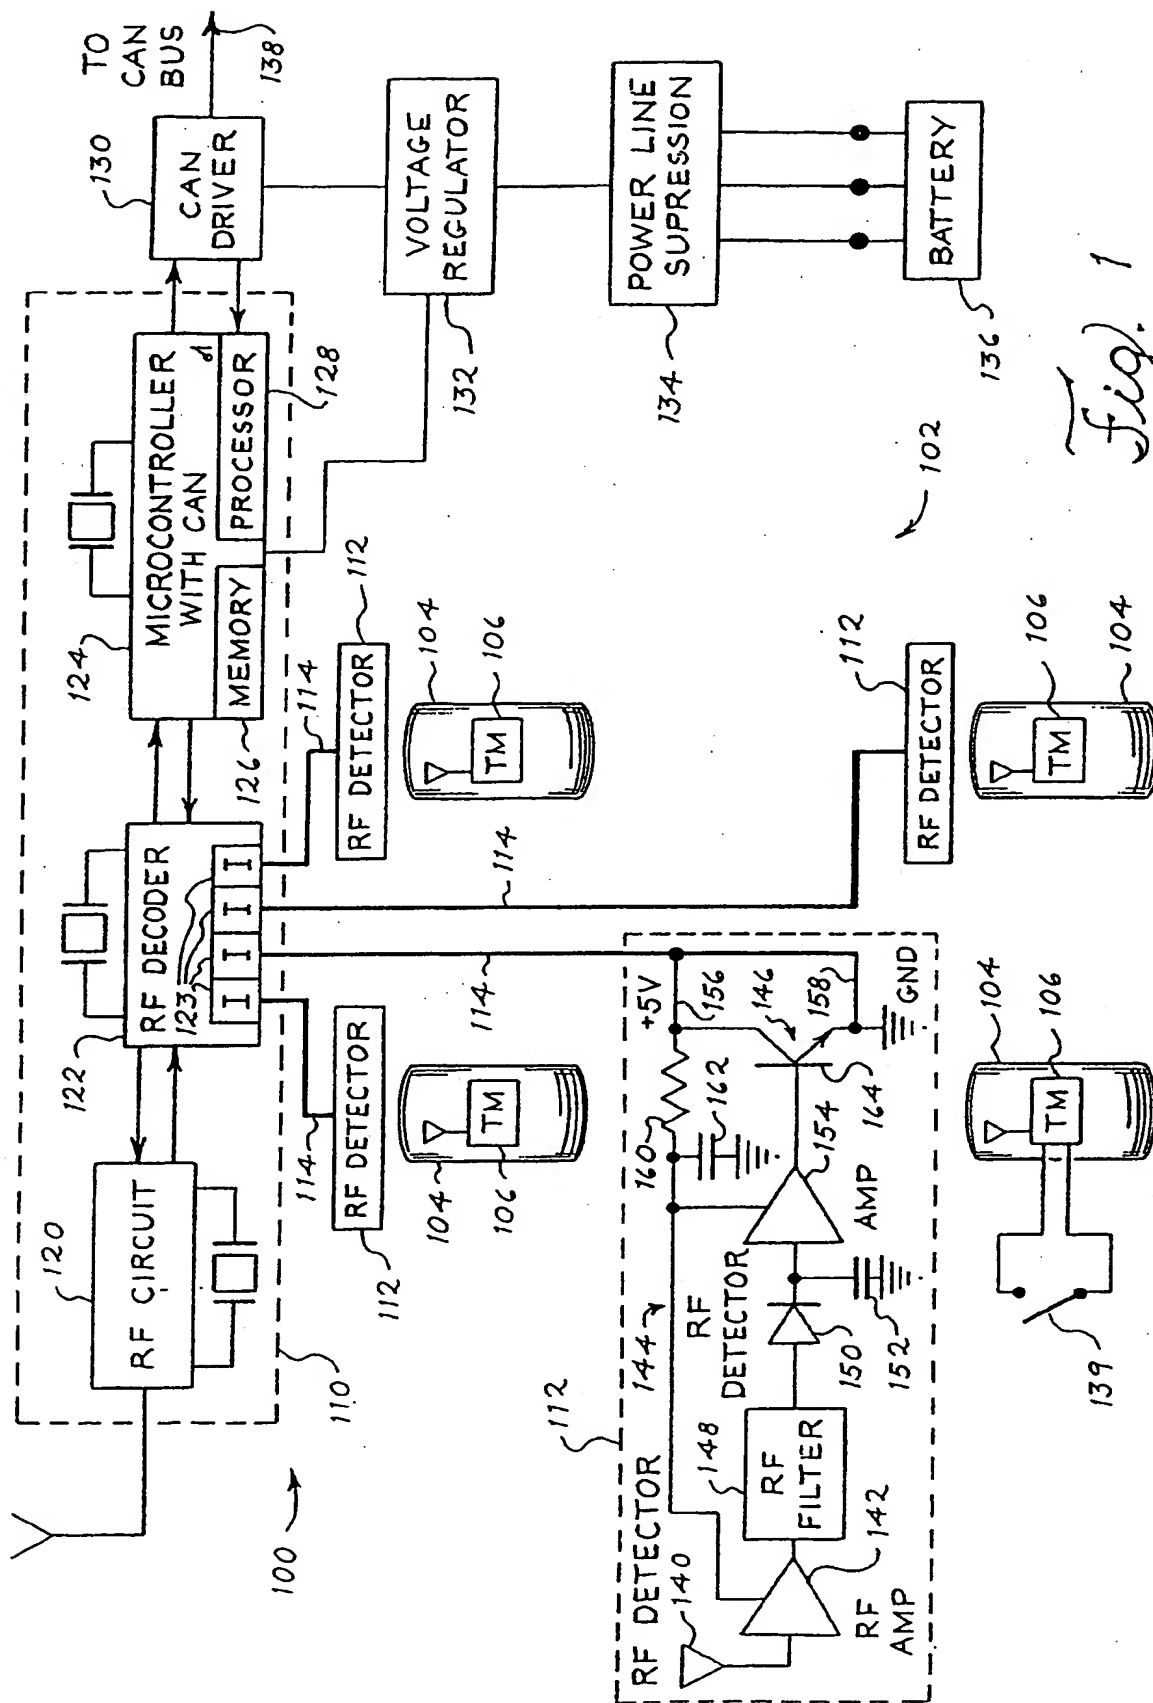 TO
CAN
BUS
138
130
CAN
DRIVER
124
MICROCONTROLLER
WITH CAN
MEMORY
PROCESSOR
126
128
120
RF CIRCUIT
122
RF DECODER
123
I I I I
110
100
VOLTAGE
REGULATOR
132
POWER LINE
SUPRESSION
134
BATTERY
136
102
114
RF DETECTOR
112
104
TM
106
114
RF DETECTOR
112
104
TM
106
114
RF DETECTOR
112
104
TM
106
114
104
TM
106
139
112
RF DETECTOR
144
140
RF
AMP
142
148
RF
FILTER
RF
DETECTOR
150
152
AMP
154
160
162
164
+5V
156
146
158
GND
Fig. 1